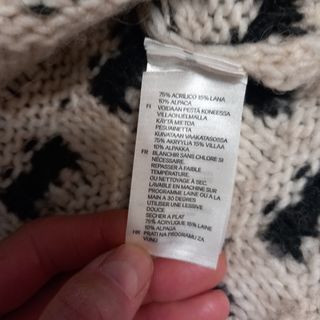 75% ACRILICO 15% LANA
10% ALPACA
FI VOIDAAN PESTÄ KONEESSA
VILLAOHJELMALLA
KÄYTÄ MIETOA
PESUAINETTA
KUIVATAAN VAAKATASOSSA
75% AKRYYLIA 15% VILLAA
10% ALPAKKA
FR BLANCHIR SANS CHLORE SI
NÉCESSAIRE.
REPASSER À FAIBLE
TEMPÉRATURE.
OU NETTOYAGE À SEC.
LAVABLE EN MACHINE SUR
PROGRAMME LAINE OU À LA
MAIN À 30 DEGRES
UTILISER UNE LESSIVE
DOUCE
SÉCHER A PLAT
75% ACRYLIQUE 15% LAINE
10% ALPAGA
HR PRATI NA PROGRAMU ZA
VUNU